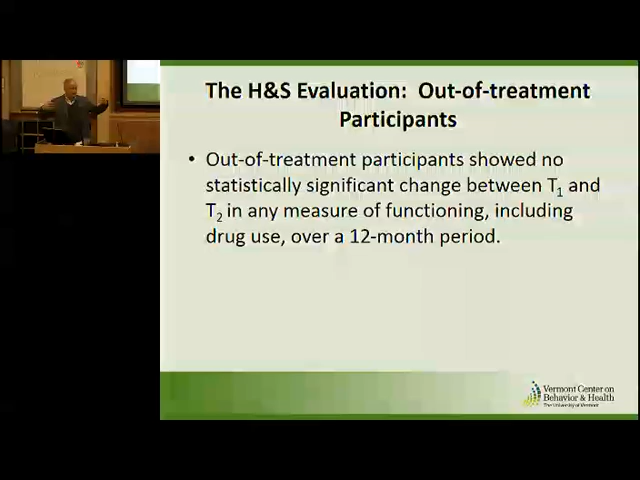 The H&S Evaluation: Out-of-treatment
Participants
• Out-of-treatment participants showed no
statistically significant change between T₁ and
T₂ in any measure of functioning, including
drug use, over a 12-month period.
Vermont Center on
Behavior & Health
The University of Vermont